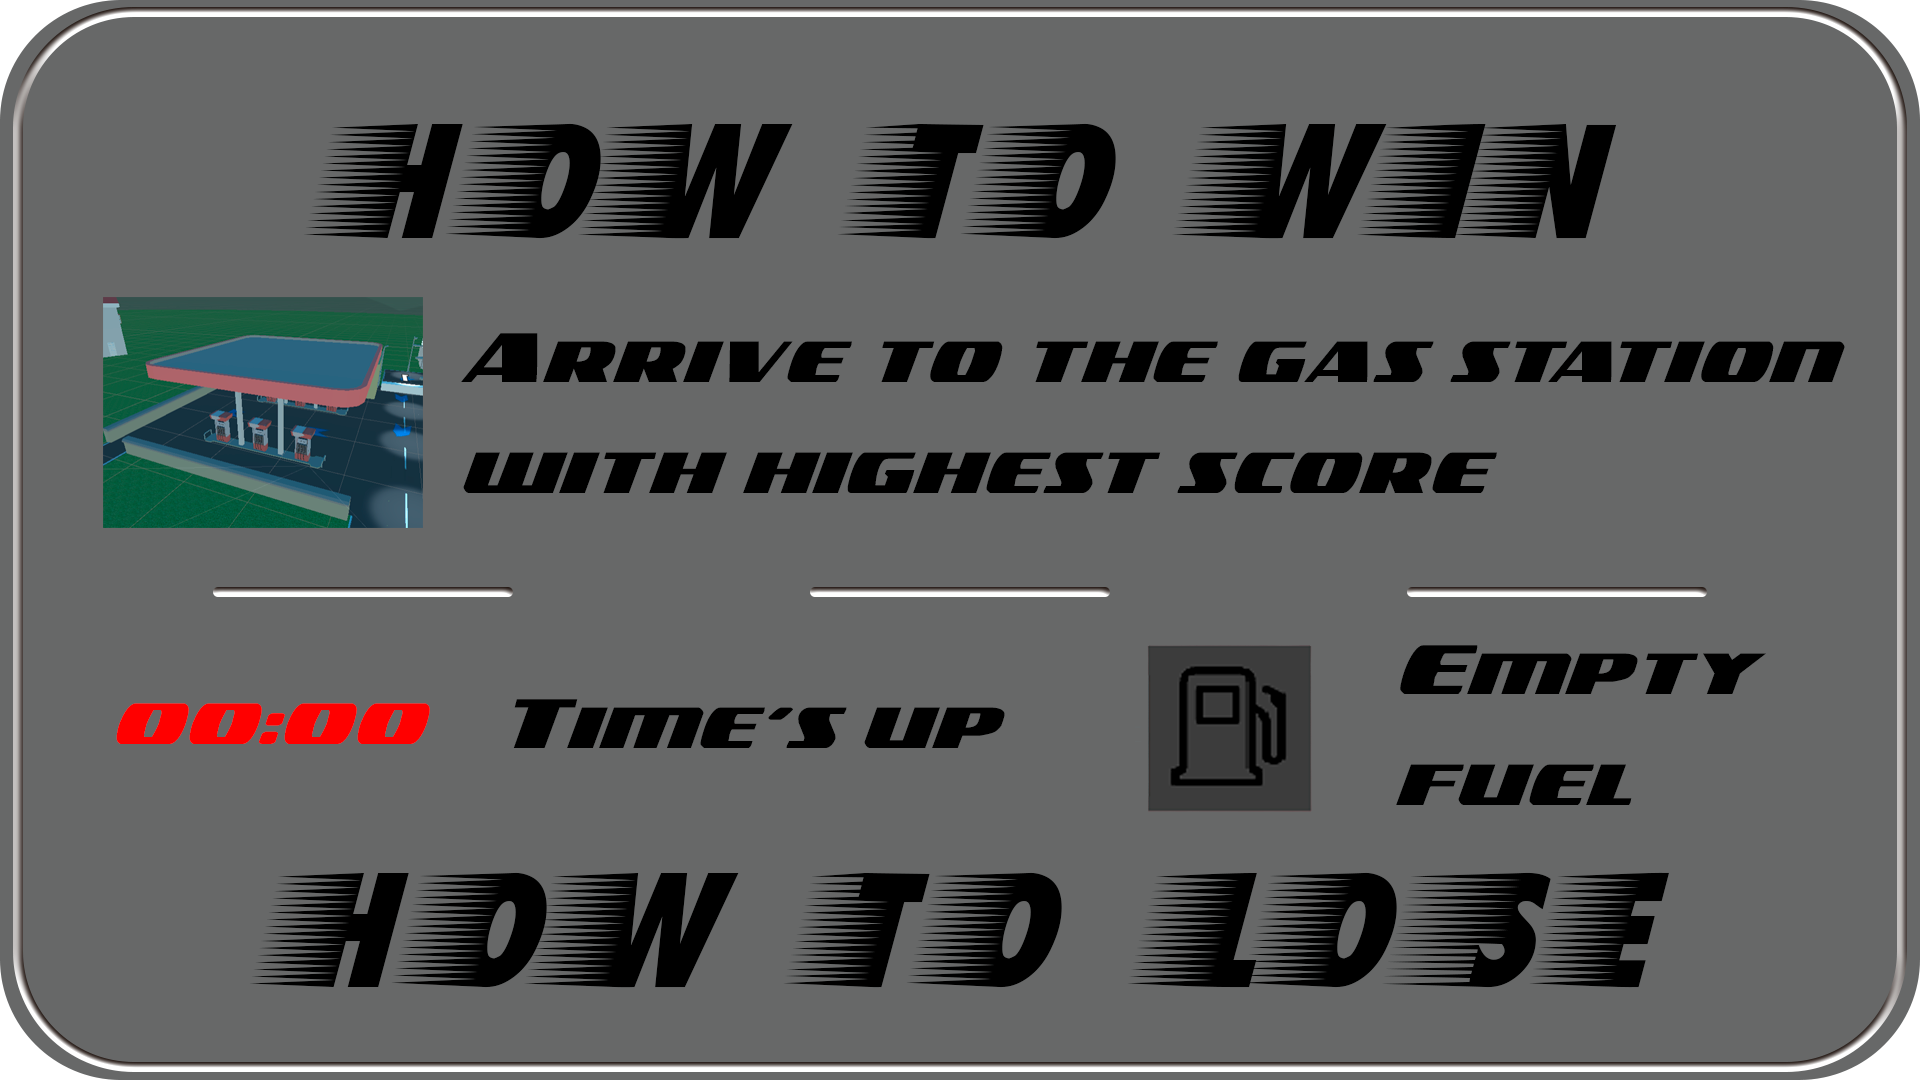 HOW TO WIN
Arrive to the gas station
with highest score
00:00
Time's up
Empty
fuel
HOW TO LOSE